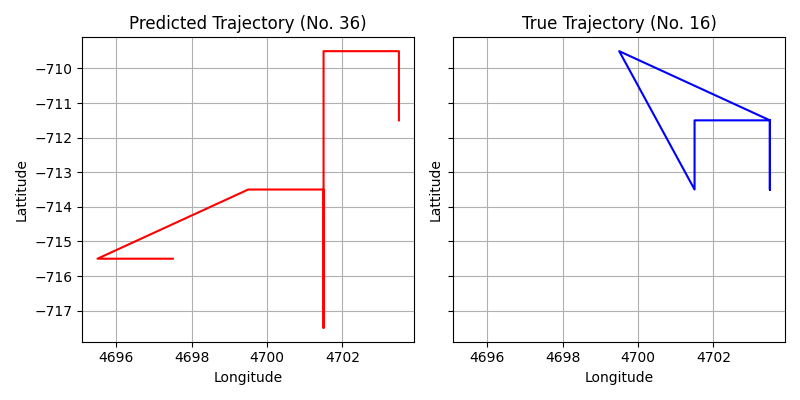 Predicted Trajectory (No. 36)
True Trajectory (No. 16)
−710
−711
−712
−713
−714
−715
−716
−717
Lattitude
Lattitude
4696 4698 4700 4702
4696 4698 4700 4702
Longitude
Longitude